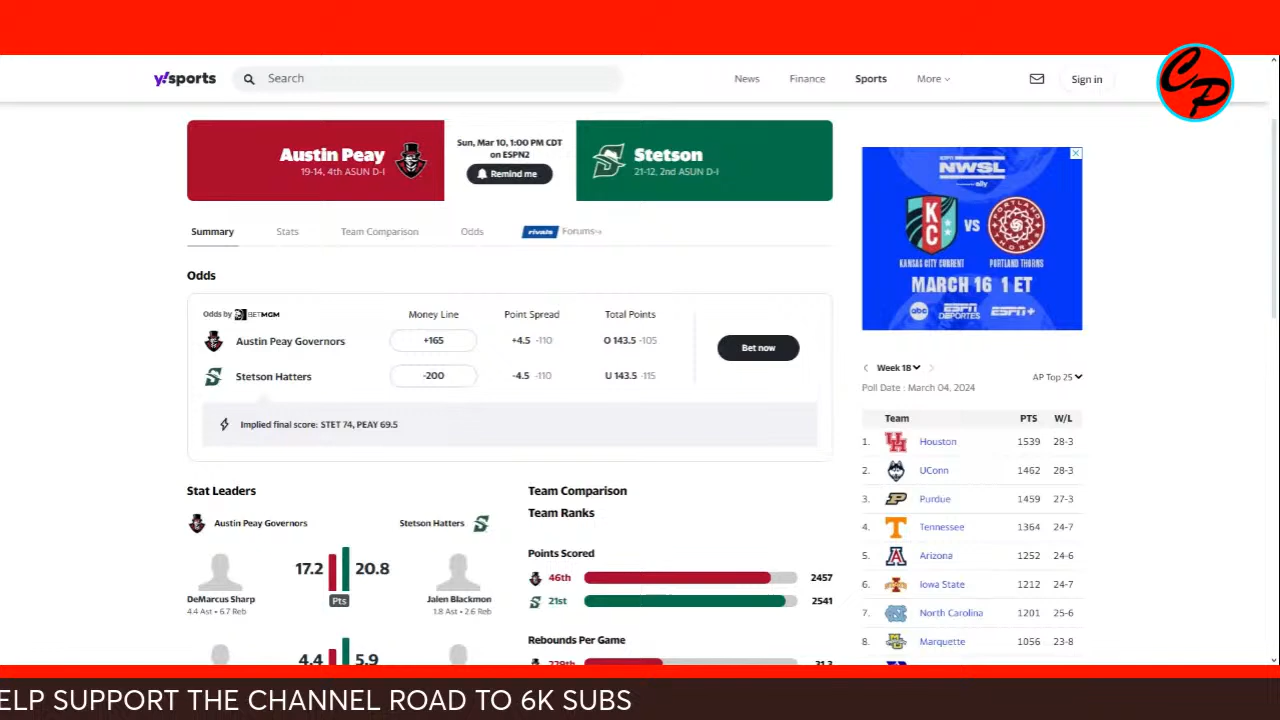 y!sports
Search
News
Finance
Sports
More
Sign in
CP
Austin Peay
19-14, 4th ASUN D-I
Sun, Mar 10, 1:00 PM CDT
on ESPN2
Remind me
Stetson
21-12, 2nd ASUN D-I
Summary
Stats
Team Comparison
Odds
rivals Forums
Odds
Odds by BETMGM
Money Line
Point Spread
Total Points
Austin Peay Governors
+165
+4.5 -110
O 143.5 -105
Stetson Hatters
-200
-4.5 -110
U 143.5 -115
Bet now
Implied final score: STET 74, PEAY 69.5
Stat Leaders
Austin Peay Governors
Stetson Hatters
17.2
20.8
Pts
DeMarcus Sharp
4.4 Ast • 6.7 Reb
Jalen Blackmon
1.8 Ast • 2.6 Reb
4.4
5.9
Team Comparison
Team Ranks
Points Scored
46th
2457
21st
2541
Rebounds Per Game
ESPN
NWSL
ally
KC
VS
PORTLAND THORNS
KANSAS CITY CURRENT
PORTLAND THORNS
MARCH 16 1 ET
abc
ESPN DEPORTES
ESPN+
Week 18
AP Top 25
Poll Date : March 04, 2024
Team
PTS
W/L
1. Houston 1539 28-3
2. UConn 1462 28-3
3. Purdue 1459 27-3
4. Tennessee 1364 24-7
5. Arizona 1252 24-6
6. Iowa State 1212 24-7
7. North Carolina 1201 25-6
8. Marquette 1056 23-8
ELP SUPPORT THE CHANNEL ROAD TO 6K SUBS